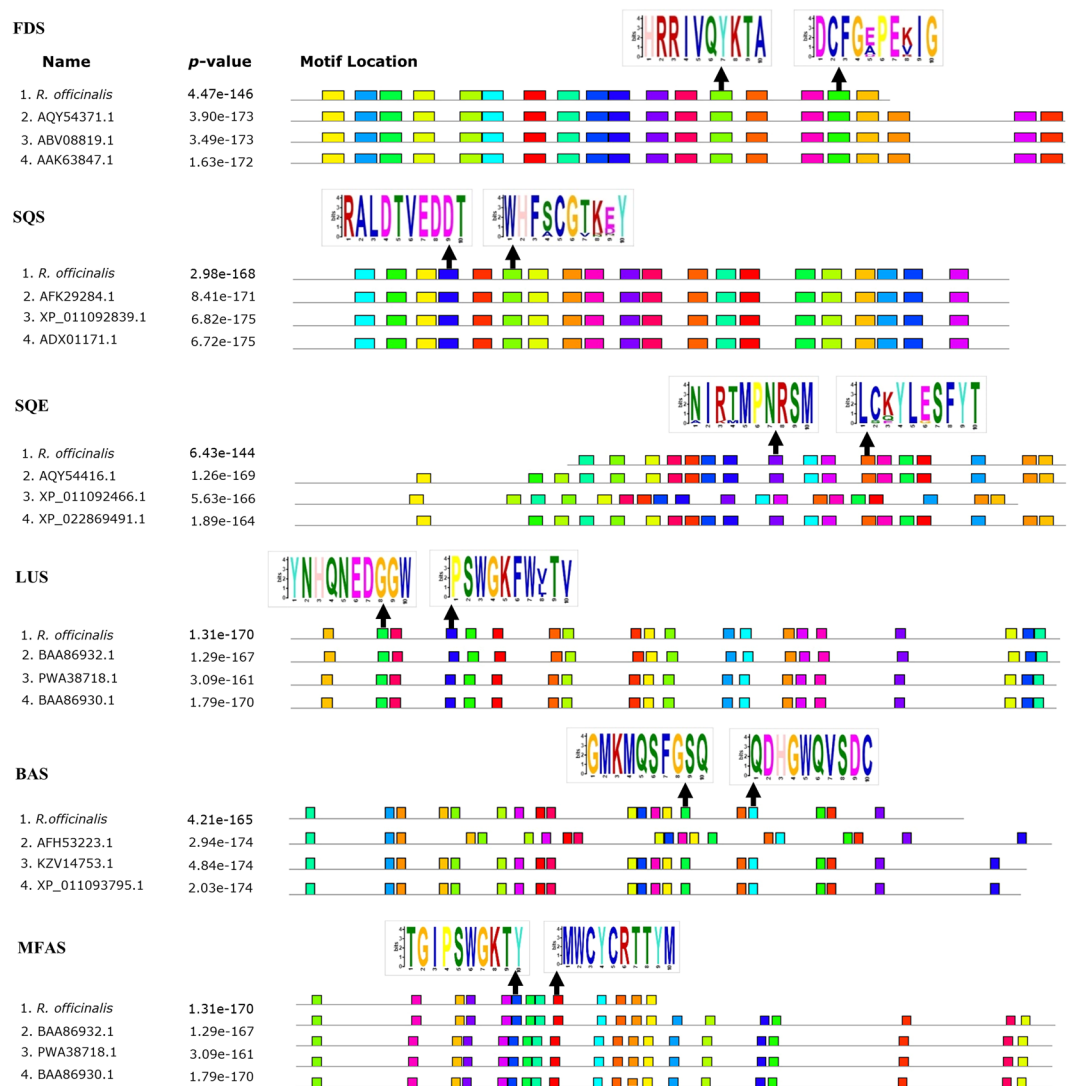 FDS
HRRIVQYKTA
DCFGEPEKIG
Name p-value Motif Location
1. R. officinalis 4.47e-146
2. AQY54371.1 3.90e-173
3. ABV08819.1 3.49e-173
4. AAK63847.1 1.63e-172
SQS
RALDTVEDDT
WHFSCGTKEY
1. R. officinalis 2.98e-168
2. AFK29284.1 8.41e-171
3. XP_011092839.1 6.82e-175
4. ADX01171.1 6.72e-175
SQE
NIRTMPNRSM
LCKYLESFYT
1. R. officinalis 6.43e-144
2. AQY54416.1 1.26e-169
3. XP_011092466.1 5.63e-166
4. XP_022869491.1 1.89e-164
LUS
YNHQNEDGGW
PSWGKFWVTV
1. R. officinalis 1.31e-170
2. BAA86932.1 1.29e-167
3. PWA38718.1 3.09e-161
4. BAA86930.1 1.79e-170
BAS
GMKMQSFGSQ
QDHGWQVSDC
1. R.officinalis 4.21e-165
2. AFH53223.1 2.94e-174
3. KZV14753.1 4.84e-174
4. XP_011093795.1 2.03e-174
MFAS
TGIPSWGKTY
MWCYCRTTYM
1. R. officinalis 1.31e-170
2. BAA86932.1 1.29e-167
3. PWA38718.1 3.09e-161
4. BAA86930.1 1.79e-170